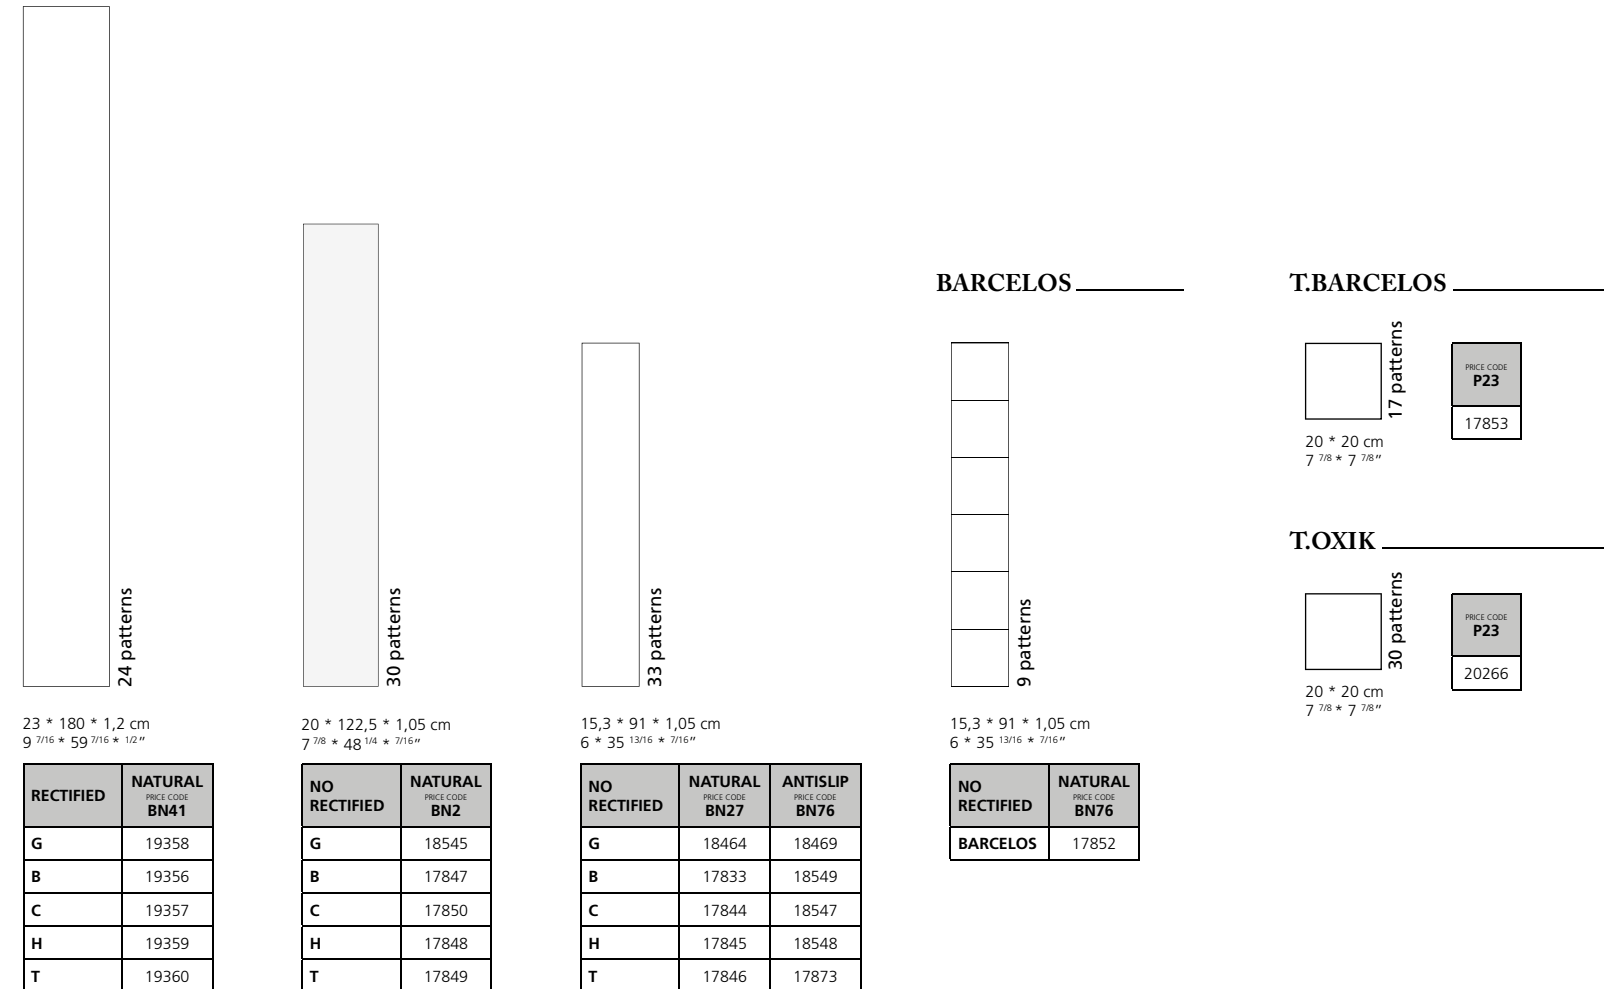 24 patterns
23 * 180 * 1,2 cm
9 7/16 * 59 7/16 * 1/2"
RECTIFIED NATURAL PRICE CODE BN41
G 19358
B 19356
C 19357
H 19359
T 19360
30 patterns
20 * 122,5 * 1,05 cm
7 7/8 * 48 1/4 * 7/16"
NO RECTIFIED NATURAL PRICE CODE BN2
G 18545
B 17847
C 17850
H 17848
T 17849
33 patterns
15,3 * 91 * 1,05 cm
6 * 35 13/16 * 7/16"
NO RECTIFIED NATURAL PRICE CODE BN27 ANTISLIP PRICE CODE BN76
G 18464 18469
B 17833 18549
C 17844 18547
H 17845 18548
T 17846 17873
BARCELOS
9 patterns
15,3 * 91 * 1,05 cm
6 * 35 13/16 * 7/16"
NO RECTIFIED NATURAL PRICE CODE BN76
BARCELOS 17852
T.BARCELOS
17 patterns
20 * 20 cm
7 7/8 * 7 7/8"
PRICE CODE
P23
17853
T.OXIK
30 patterns
20 * 20 cm
7 7/8 * 7 7/8"
PRICE CODE
P23
20266